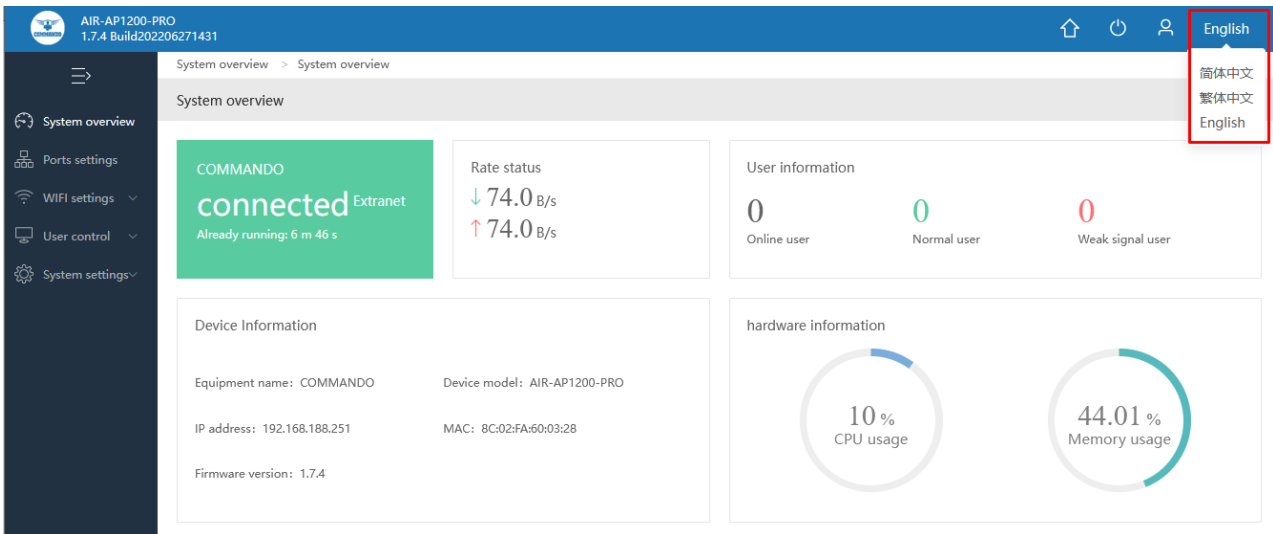 AIR-AP1200-PRO
1.7.4 Build202206271431
English
简体中文
繁体中文
English
System overview > System overview
System overview
System overview
Ports settings
WIFI settings
User control
System settings
COMMANDO
connected Extranet
Already running: 6 m 46 s
Rate status
↓ 74.0 B/s
↑ 74.0 B/s
User information
0 0 0
Online user Normal user Weak signal user
Device Information
Equipment name: COMMANDO Device model: AIR-AP1200-PRO
IP address: 192.168.188.251 MAC: 8C:02:FA:60:03:28
Firmware version: 1.7.4
hardware information
10 %
CPU usage
44.01 %
Memory usage